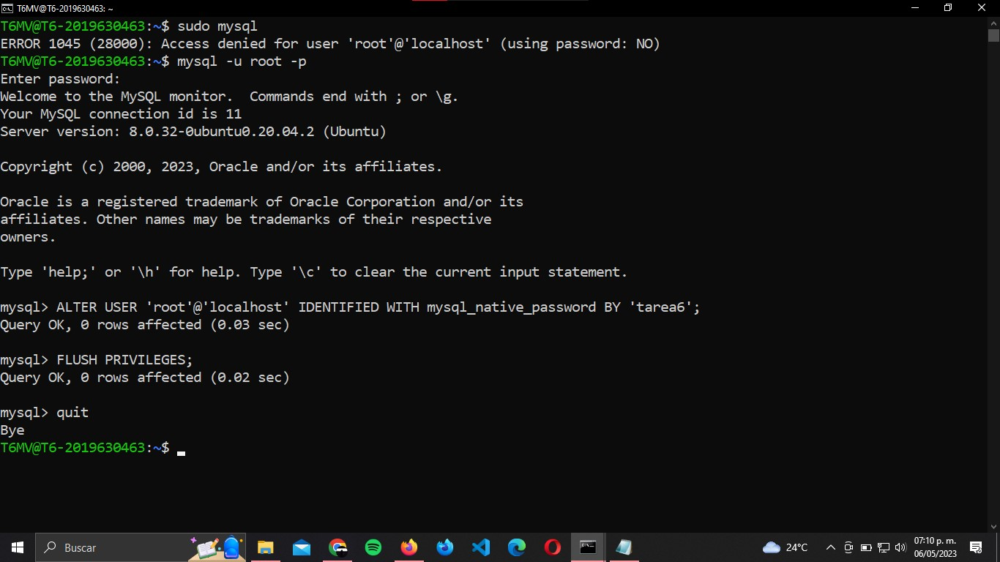 T6MV@T6-2019630463: ~
T6MV@T6-2019630463:~$ sudo mysql
ERROR 1045 (28000): Access denied for user 'root'@'localhost' (using password: NO)
T6MV@T6-2019630463:~$ mysql -u root -p
Enter password:
Welcome to the MySQL monitor.  Commands end with ; or \g.
Your MySQL connection id is 11
Server version: 8.0.32-0ubuntu0.20.04.2 (Ubuntu)
Copyright (c) 2000, 2023, Oracle and/or its affiliates.
Oracle is a registered trademark of Oracle Corporation and/or its
affiliates. Other names may be trademarks of their respective
owners.
Type 'help;' or '\h' for help. Type '\c' to clear the current input statement.
mysql> ALTER USER 'root'@'localhost' IDENTIFIED WITH mysql_native_password BY 'tarea6';
Query OK, 0 rows affected (0.03 sec)
mysql> FLUSH PRIVILEGES;
Query OK, 0 rows affected (0.02 sec)
mysql> quit
Bye
T6MV@T6-2019630463:~$
Buscar
24°C
07:10 p. m.
06/05/2023